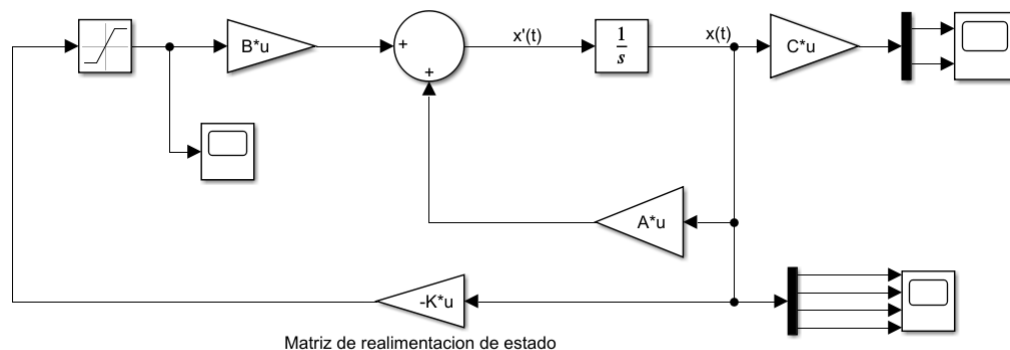 B*u
+
+
x'(t)
1
s
x(t)
C*u
A*u
-K*u
Matriz de realimentacion de estado